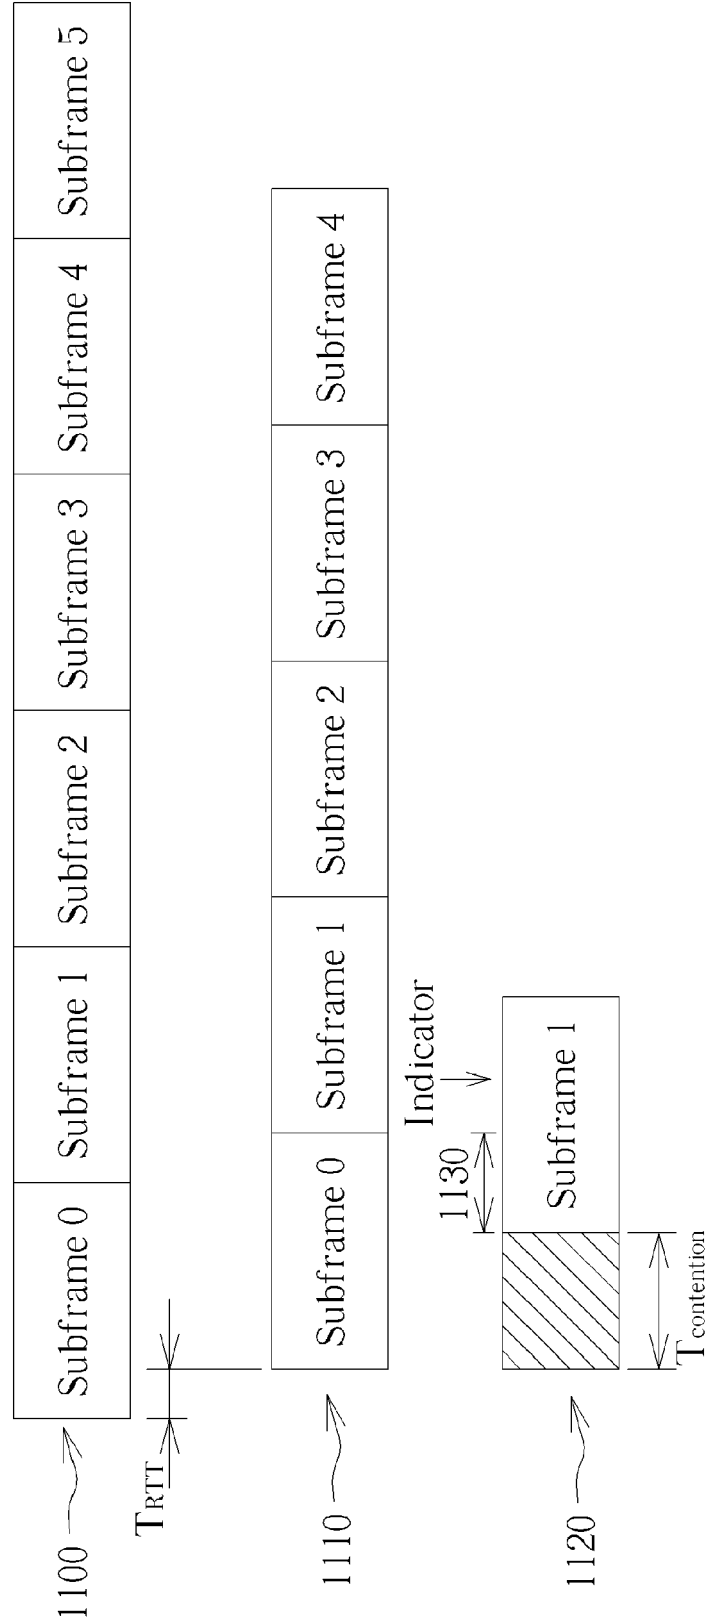 1100
Subframe 0
Subframe 1
Subframe 2
Subframe 3
Subframe 4
Subframe 5
TRTT
1110
Subframe 0
Subframe 1
Subframe 2
Subframe 3
Subframe 4
1130
Indicator
1120
Subframe 1
Tcontention